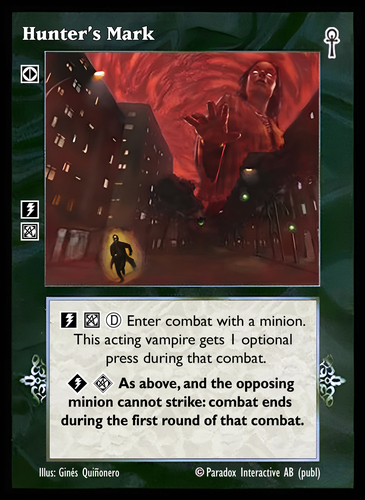 Hunter's Mark
D Enter combat with a minion.
This acting vampire gets 1 optional
press during that combat.
As above, and the opposing
minion cannot strike: combat ends
during the first round of that combat.
Illus: Ginés Quiñonero
© Paradox Interactive AB (publ)